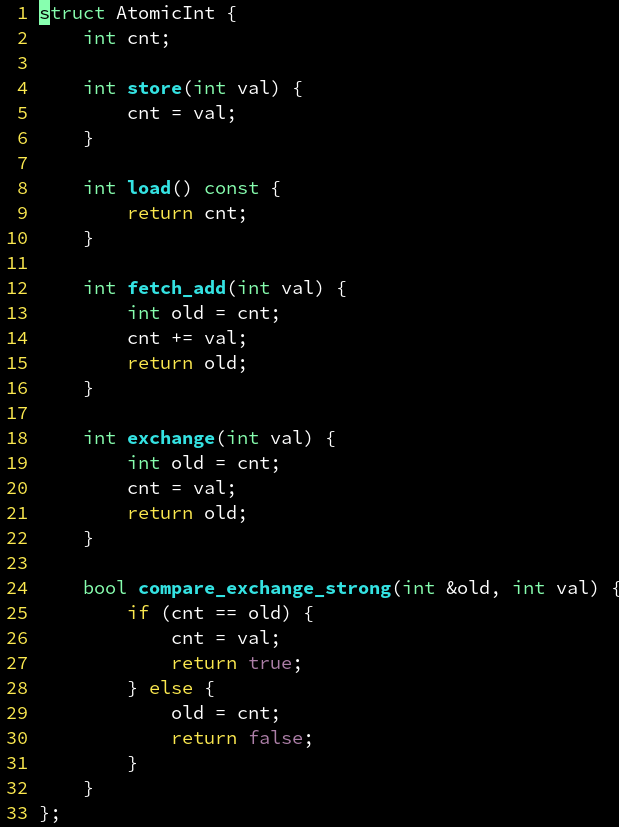 1 struct AtomicInt {
2     int cnt;
3
4     int store(int val) {
5         cnt = val;
6     }
7
8     int load() const {
9         return cnt;
10     }
11
12     int fetch_add(int val) {
13         int old = cnt;
14         cnt += val;
15         return old;
16     }
17
18     int exchange(int val) {
19         int old = cnt;
20         cnt = val;
21         return old;
22     }
23
24     bool compare_exchange_strong(int &old, int val) {
25         if (cnt == old) {
26             cnt = val;
27             return true;
28         } else {
29             old = cnt;
30             return false;
31         }
32     }
33 };